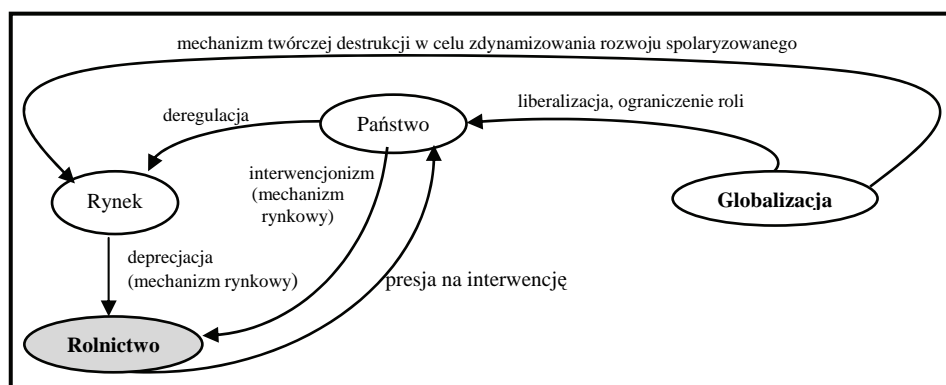 mechanizm twórczej destrukcji w celu zdynamizowania rozwoju spolaryzowanego
liberalizacja, ograniczenie roli
deregulacja
Państwo
interwencjonizm
(mechanizm
rynkowy)
Rynek
Globalizacja
deprecjacja
(mechanizm rynkowy)
presja na interwencję
Rolnictwo